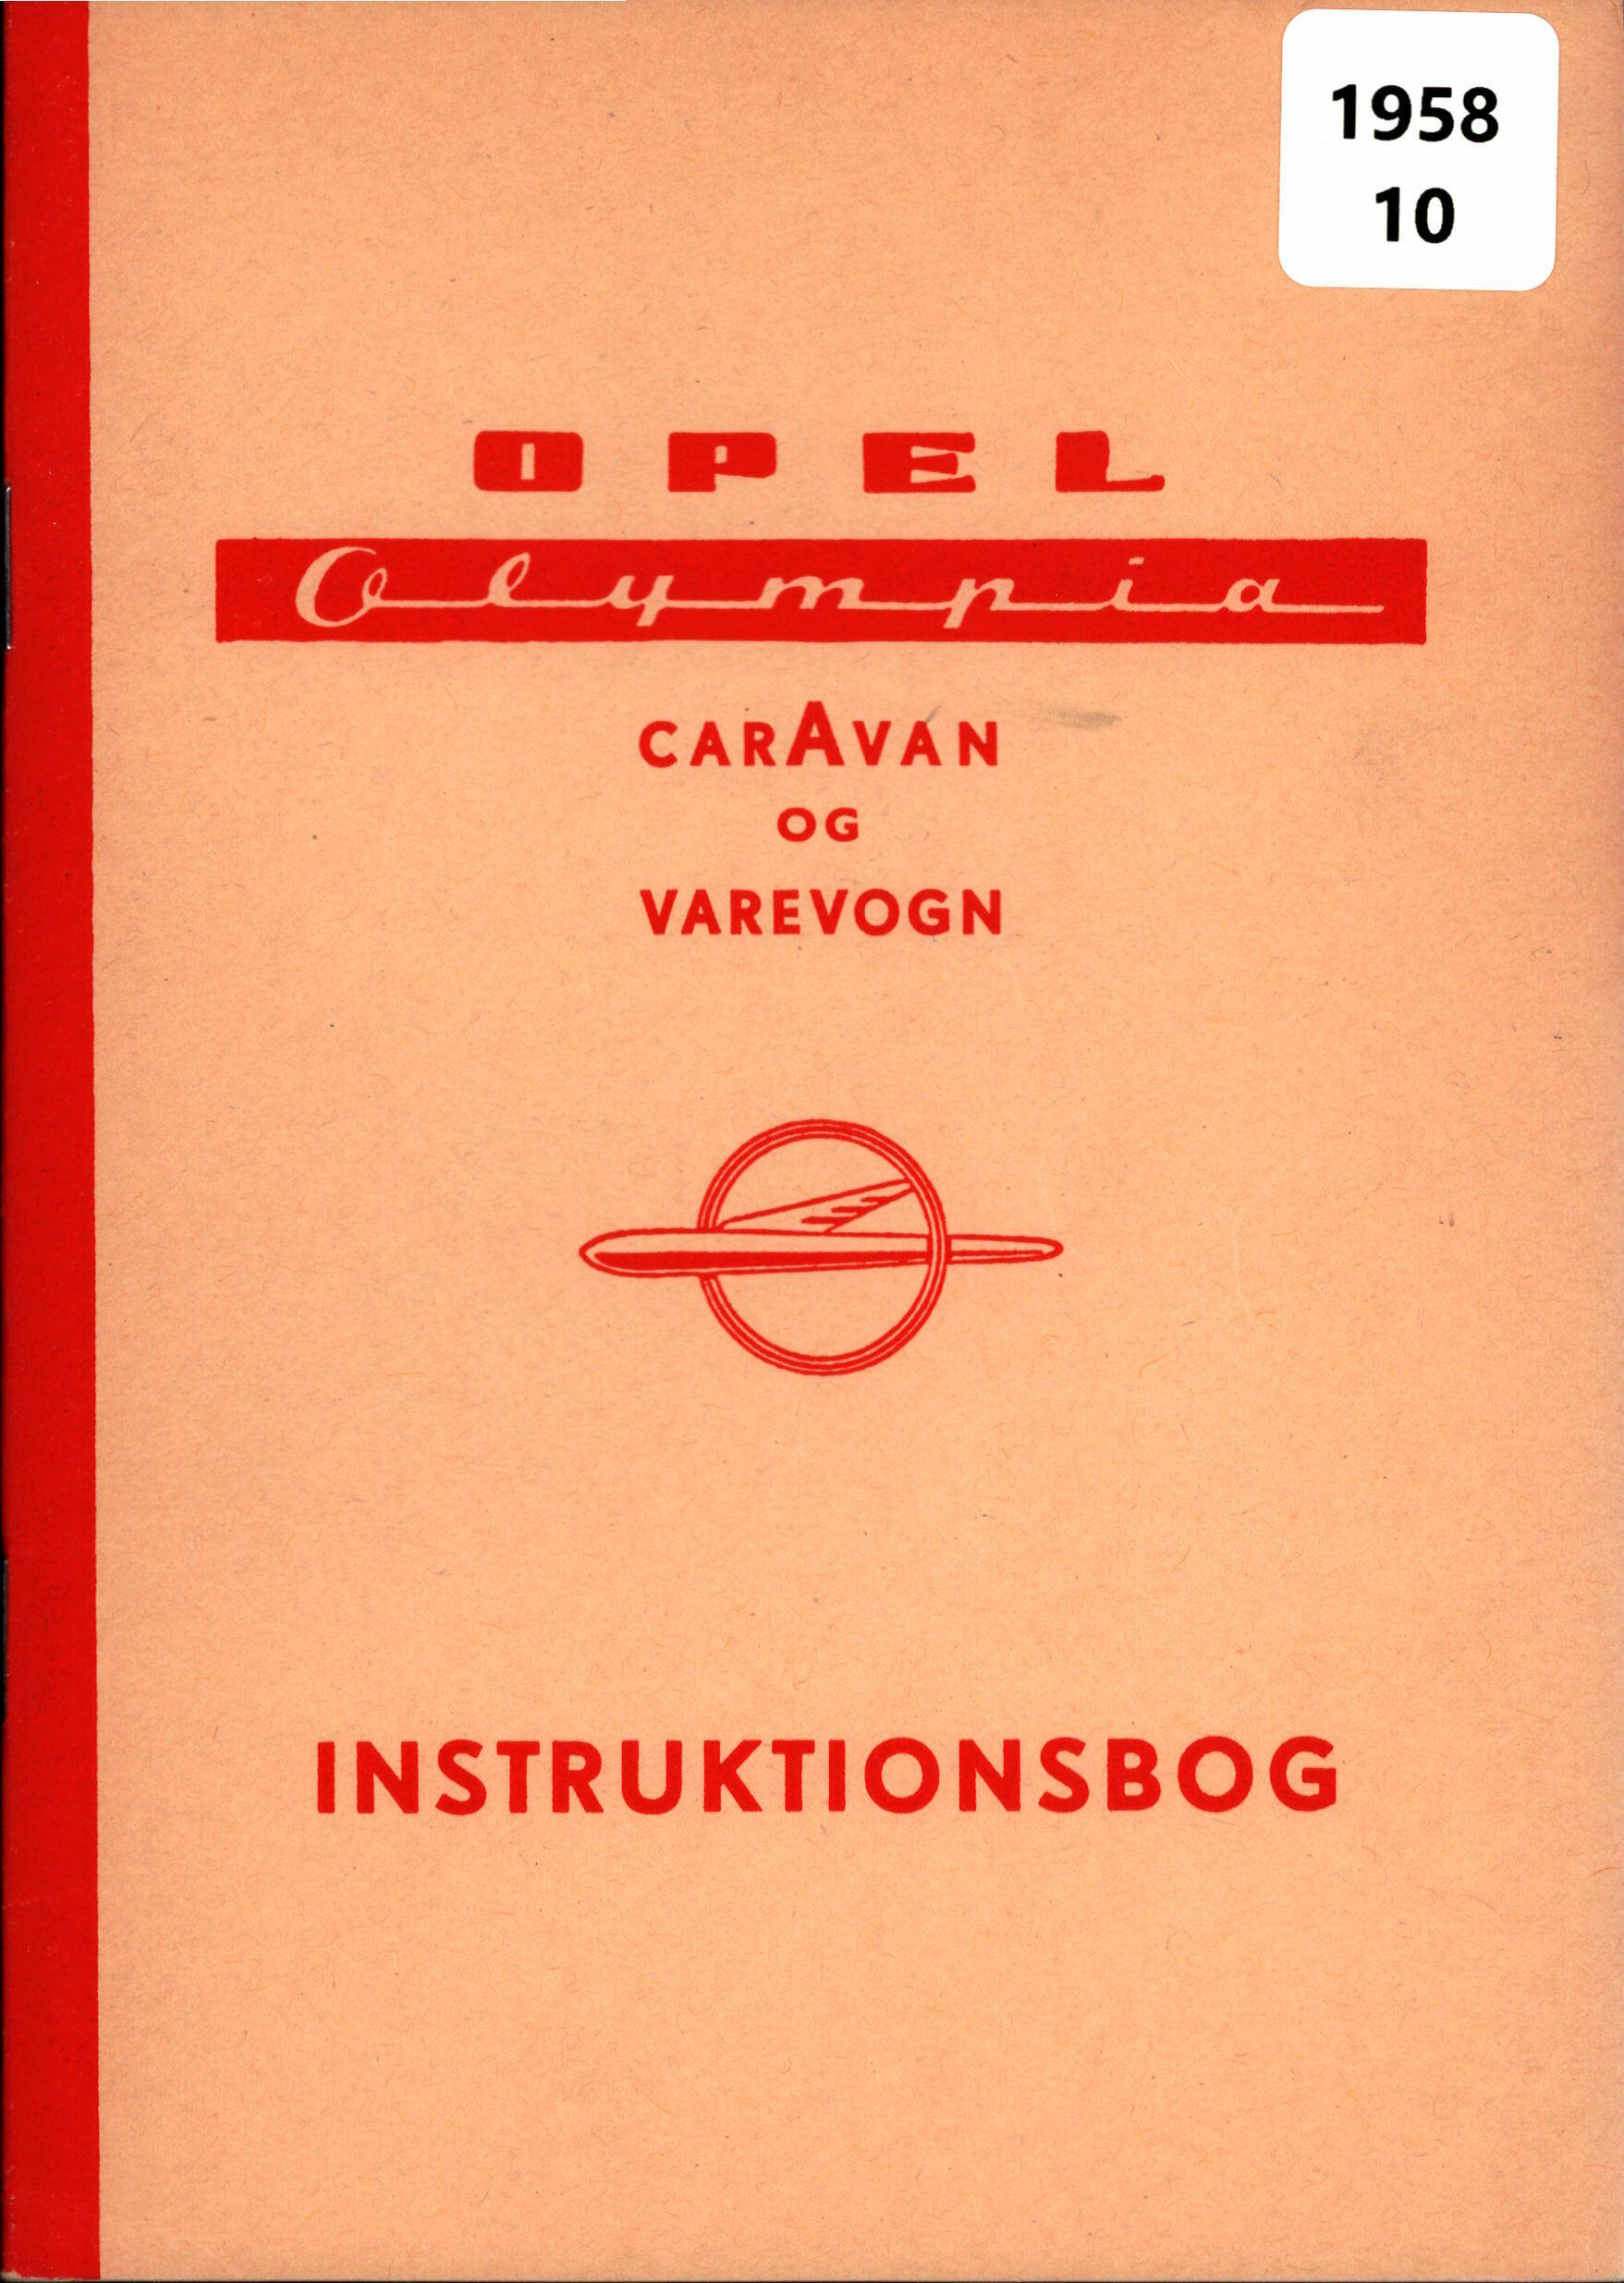 1958
10
OPEL
Olympia
CARAVAN
OG
VAREVOGN
INSTRUKTIONSBOG